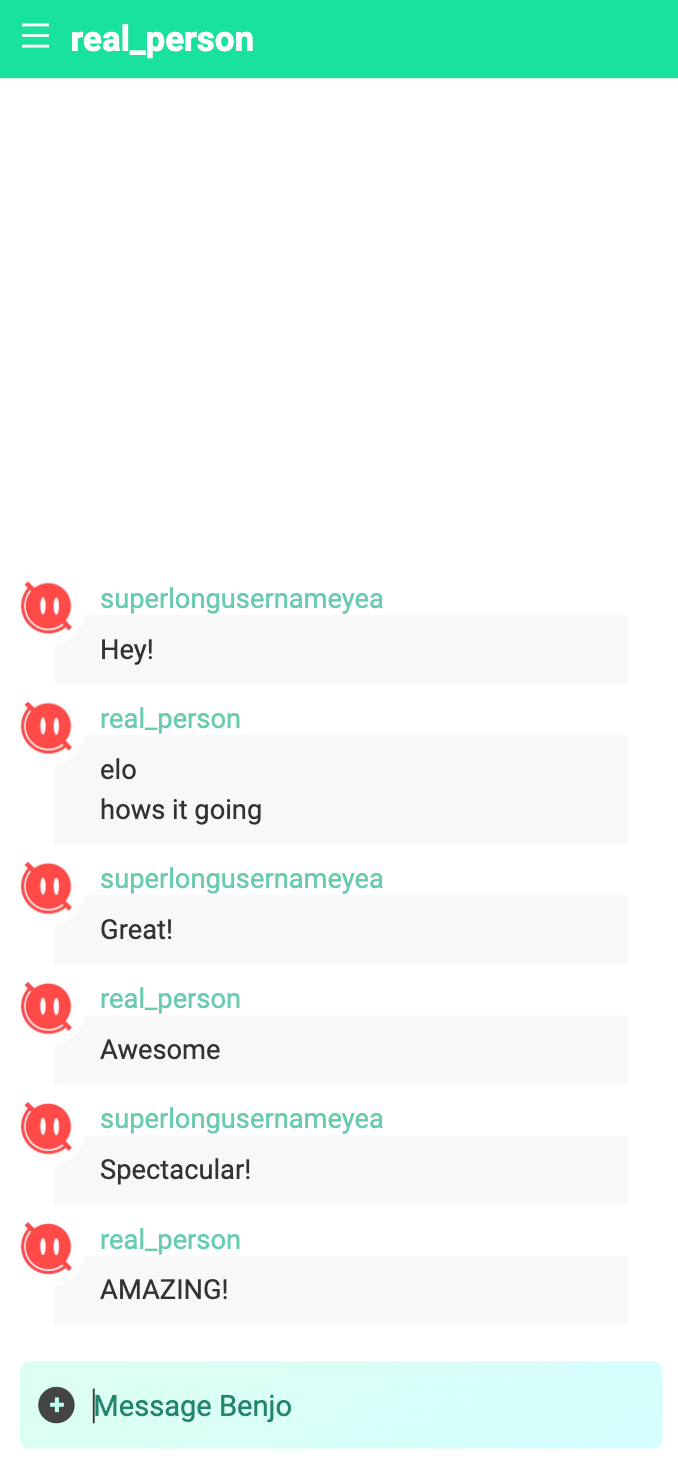 real_person
superlongusernameyea
Hey!
real_person
elo
hows it going
superlongusernameyea
Great!
real_person
Awesome
superlongusernameyea
Spectacular!
real_person
AMAZING!
Message Benjo